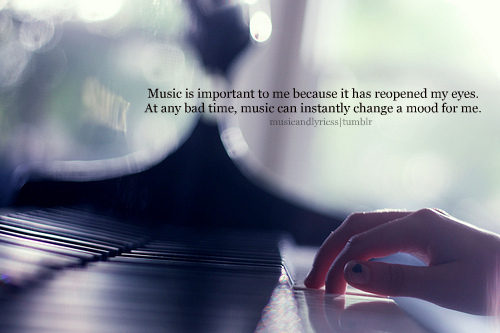 Music is important to me because it has reopened my eyes.
At any bad time, music can instantly change a mood for me.
musicandlyricss|tumblr